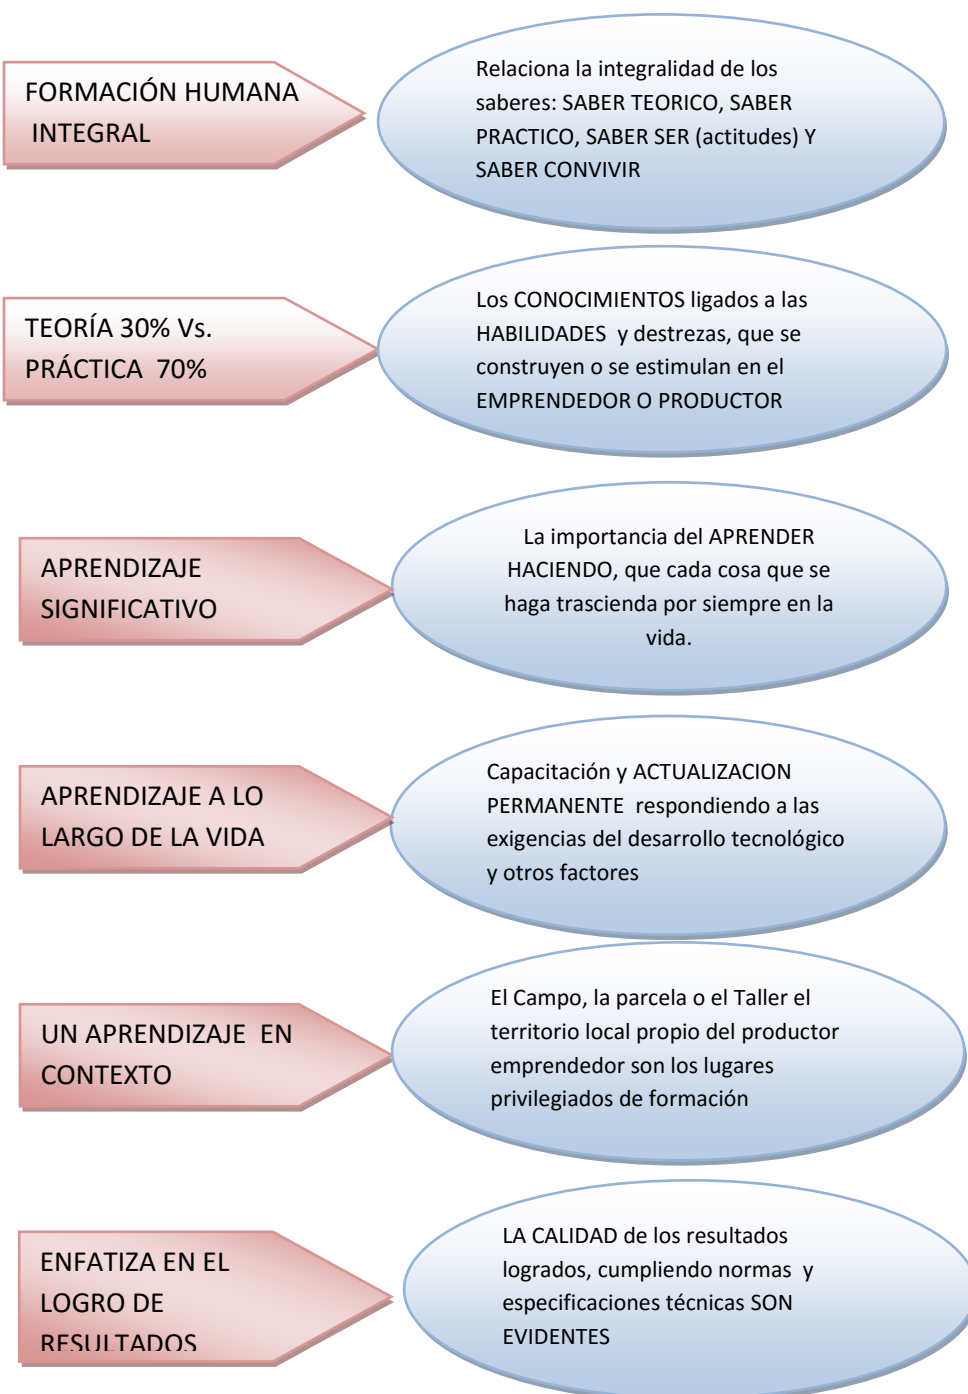 FORMACIÓN HUMANA
INTEGRAL
Relaciona la integralidad de los
saberes: SABER TEORICO, SABER
PRACTICO, SABER SER (actitudes) Y
SABER CONVIVIR
TEORÍA 30% Vs.
PRÁCTICA 70%
Los CONOCIMIENTOS ligados a las
HABILIDADES y destrezas, que se
construyen o se estimulan en el
EMPRENDEDOR O PRODUCTOR
APRENDIZAJE
SIGNIFICATIVO
La importancia del APRENDER
HACIENDO, que cada cosa que se
haga trascienda por siempre en la
vida.
APRENDIZAJE A LO
LARGO DE LA VIDA
Capacitación y ACTUALIZACION
PERMANENTE respondiendo a las
exigencias del desarrollo tecnológico
y otros factores
UN APRENDIZAJE EN
CONTEXTO
El Campo, la parcela o el Taller el
territorio local propio del productor
emprendedor son los lugares
privilegiados de formación
ENFATIZA EN EL
LOGRO DE
RESULTADOS
LA CALIDAD de los resultados
logrados, cumpliendo normas y
especificaciones técnicas SON
EVIDENTES